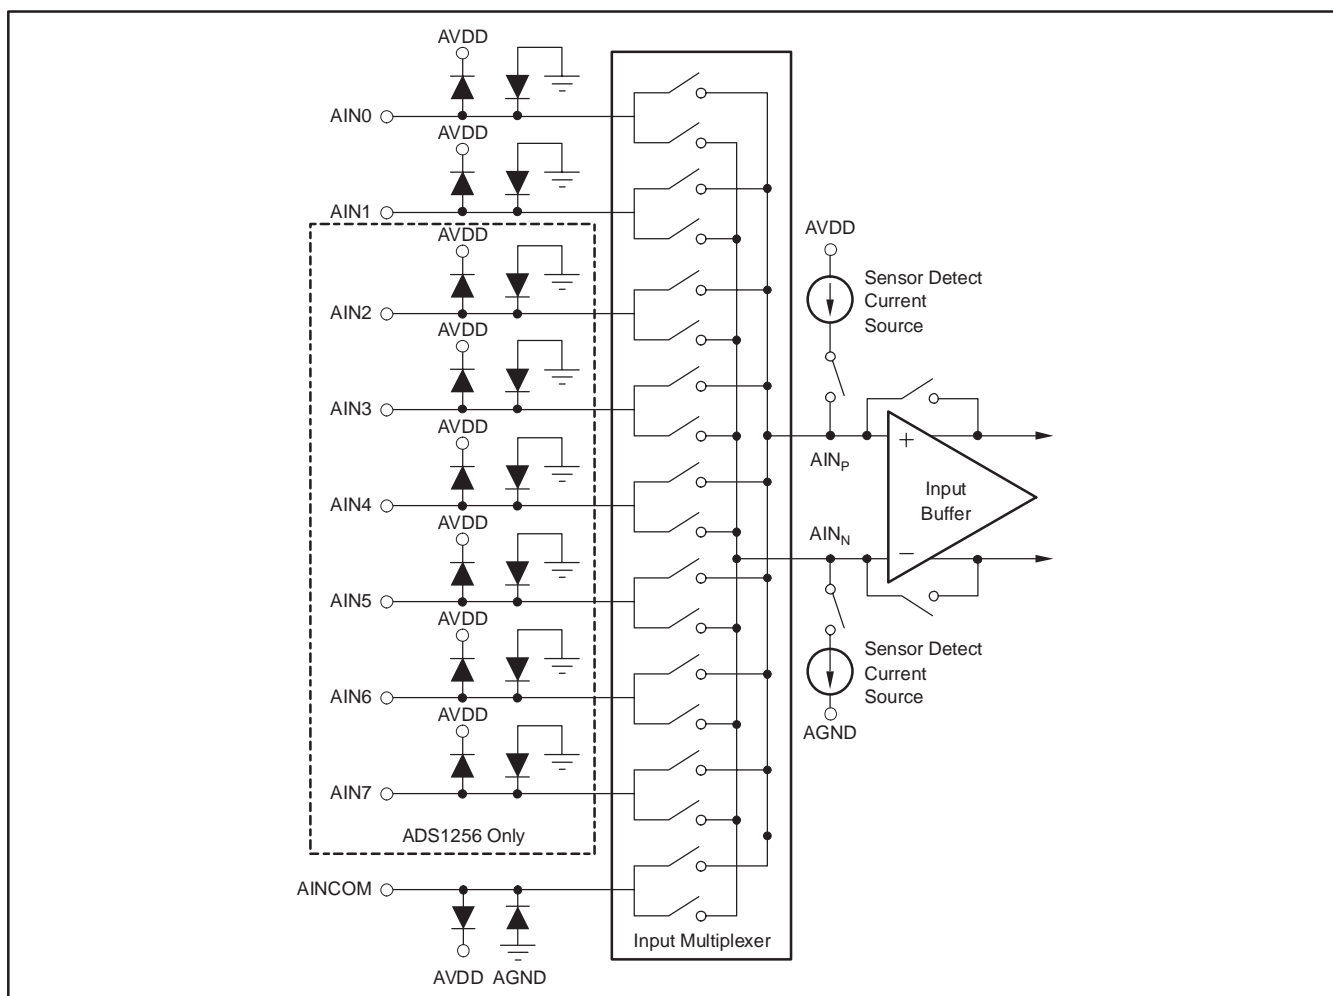 AVDD
AIN0
AVDD
AIN1
AVDD
AIN2
AVDD
AIN3
AVDD
AIN4
AVDD
AIN5
AVDD
AIN6
AVDD
AIN7
ADS1256 Only
AINCOM
AVDD AGND
Input Multiplexer
AVDD
Sensor Detect
Current
Source
AINP
Input
Buffer
+
−
AINN
Sensor Detect
Current
Source
AGND